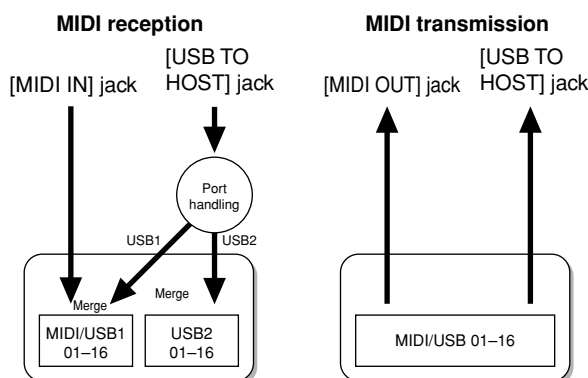 MIDI reception
[MIDI IN] jack
[USB TO
HOST] jack
Port
handling
USB1
USB2
Merge
Merge
MIDI/USB1
01–16
USB2
01–16
MIDI transmission
[MIDI OUT] jack
[USB TO
HOST] jack
MIDI/USB 01–16